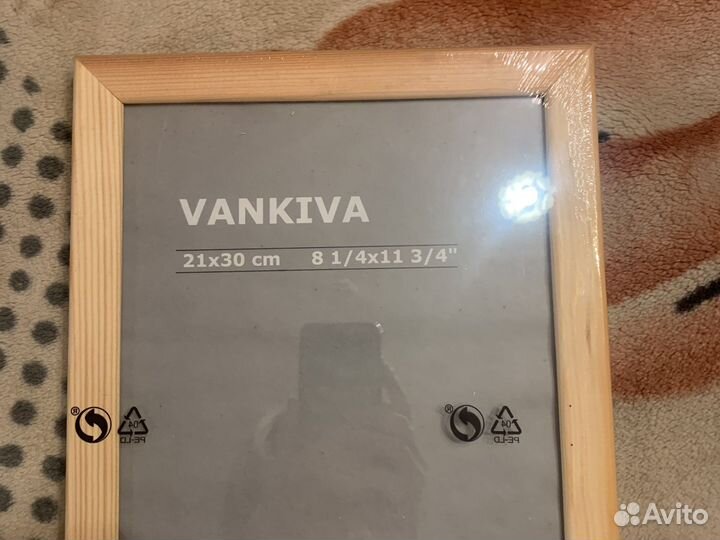 VANKIVA
21x30 cm 8 1/4x11 3/4"
® 04 ® 04
PE-LD PE-LD
Avito